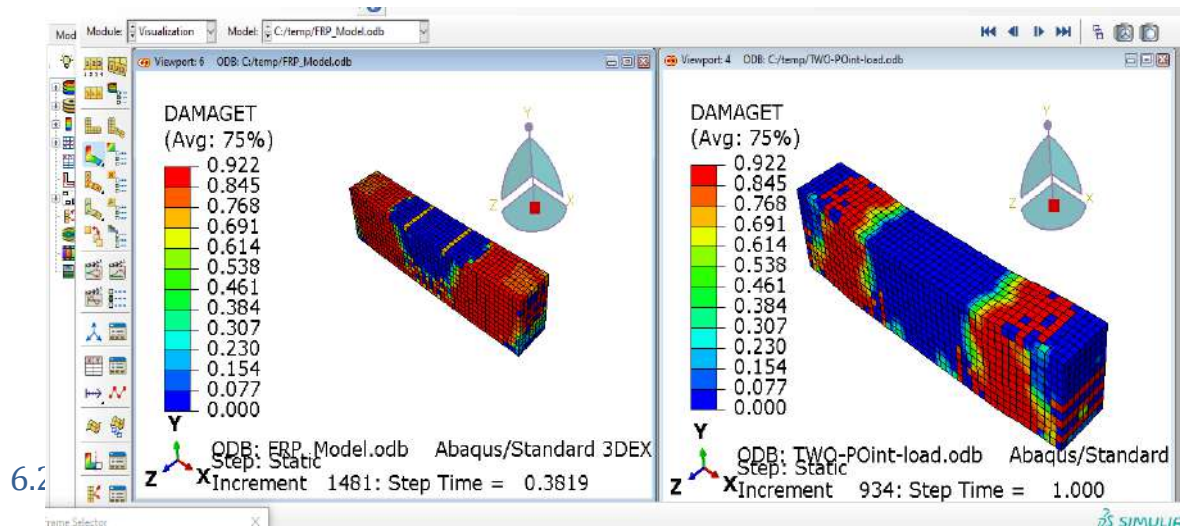 Mod
Module: Visualization Model: C:/temp/FRP_Model.odb
Viewport: 6 ODB: C:/temp/FRP_Model.odb
DAMAGET
(Avg: 75%)
0.922
0.845
0.768
0.691
0.614
0.538
0.461
0.384
0.307
0.230
0.154
0.077
0.000
Y
Z
X
Y
Z
X
ODB: FRP_Model.odb Abaqus/Standard 3DEX
Step: Static
Increment 1481: Step Time = 0.3819
Viewport: 4 ODB: C:/temp/TWO-POint-load.odb
DAMAGET
(Avg: 75%)
0.922
0.845
0.768
0.691
0.614
0.538
0.461
0.384
0.307
0.230
0.154
0.077
0.000
Y
Z
X
Y
Z
X
ODB: TWO-POint-load.odb Abaqus/Standard
Step: Static
Increment 934: Step Time = 1.000
6.2
Frame Selector
SIMULIA